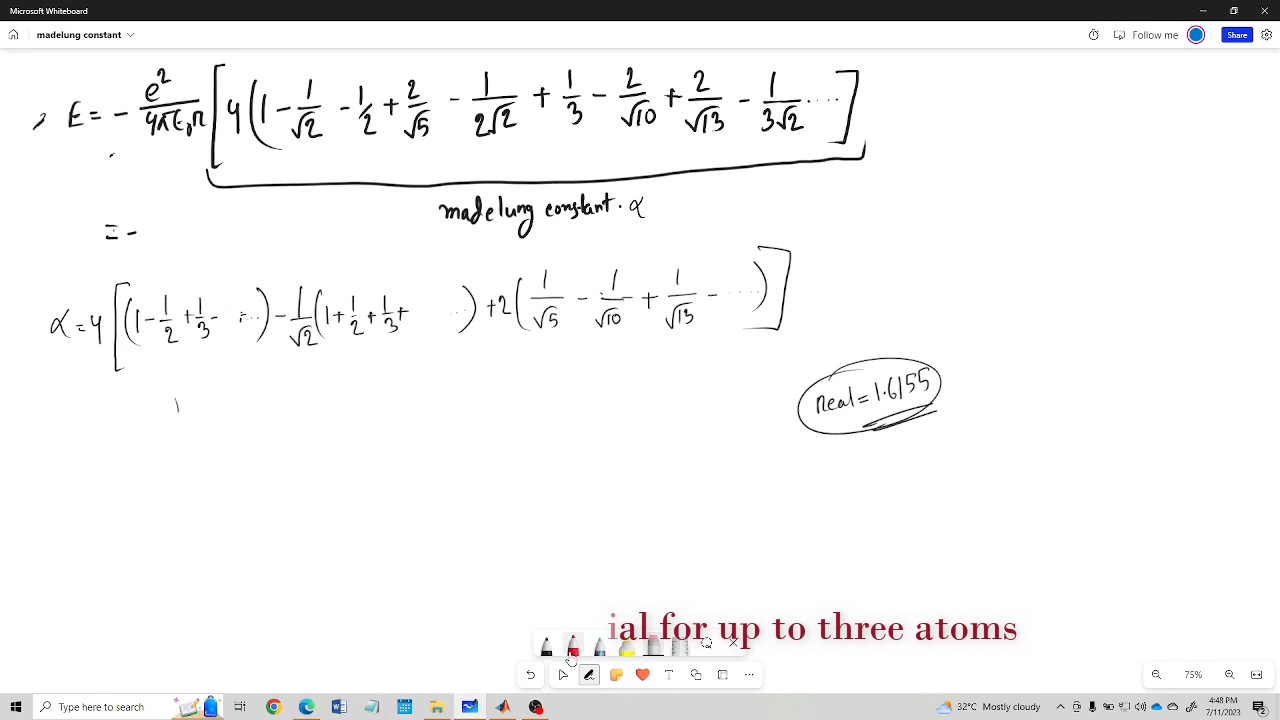 Microsoft Whiteboard
madelung constant
Follow me
Share
E = - e²/4πε₀r [4(1 - 1/√2 - 1/2 + 2/√5 - 1/2√2 + 1/3 - 2/√10 + 2/√13 - 1/3√2 ....]
madelung constant. α
= -
α = 4[(1 - 1/2 + 1/3 - ....) - 1/√2(1 + 1/2 + 1/3 + ...) + 2(1/√5 - 1/√10 + 1/√13 - ....)]
real = 1.6155
ial for up to three atoms
75%
Type here to search
32°C Mostly cloudy
4:48 PM
7/11/2023